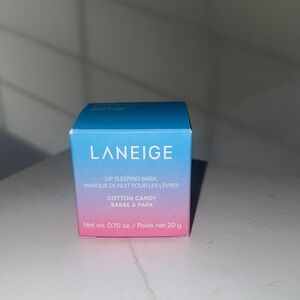 LANEIGE
LIP SLEEPING MASK
MASQUE DE NUIT POUR LES LÈVRES
COTTON CANDY
BARBE À PAPA
Net wt. 0.70 oz. / Poids net 20 g